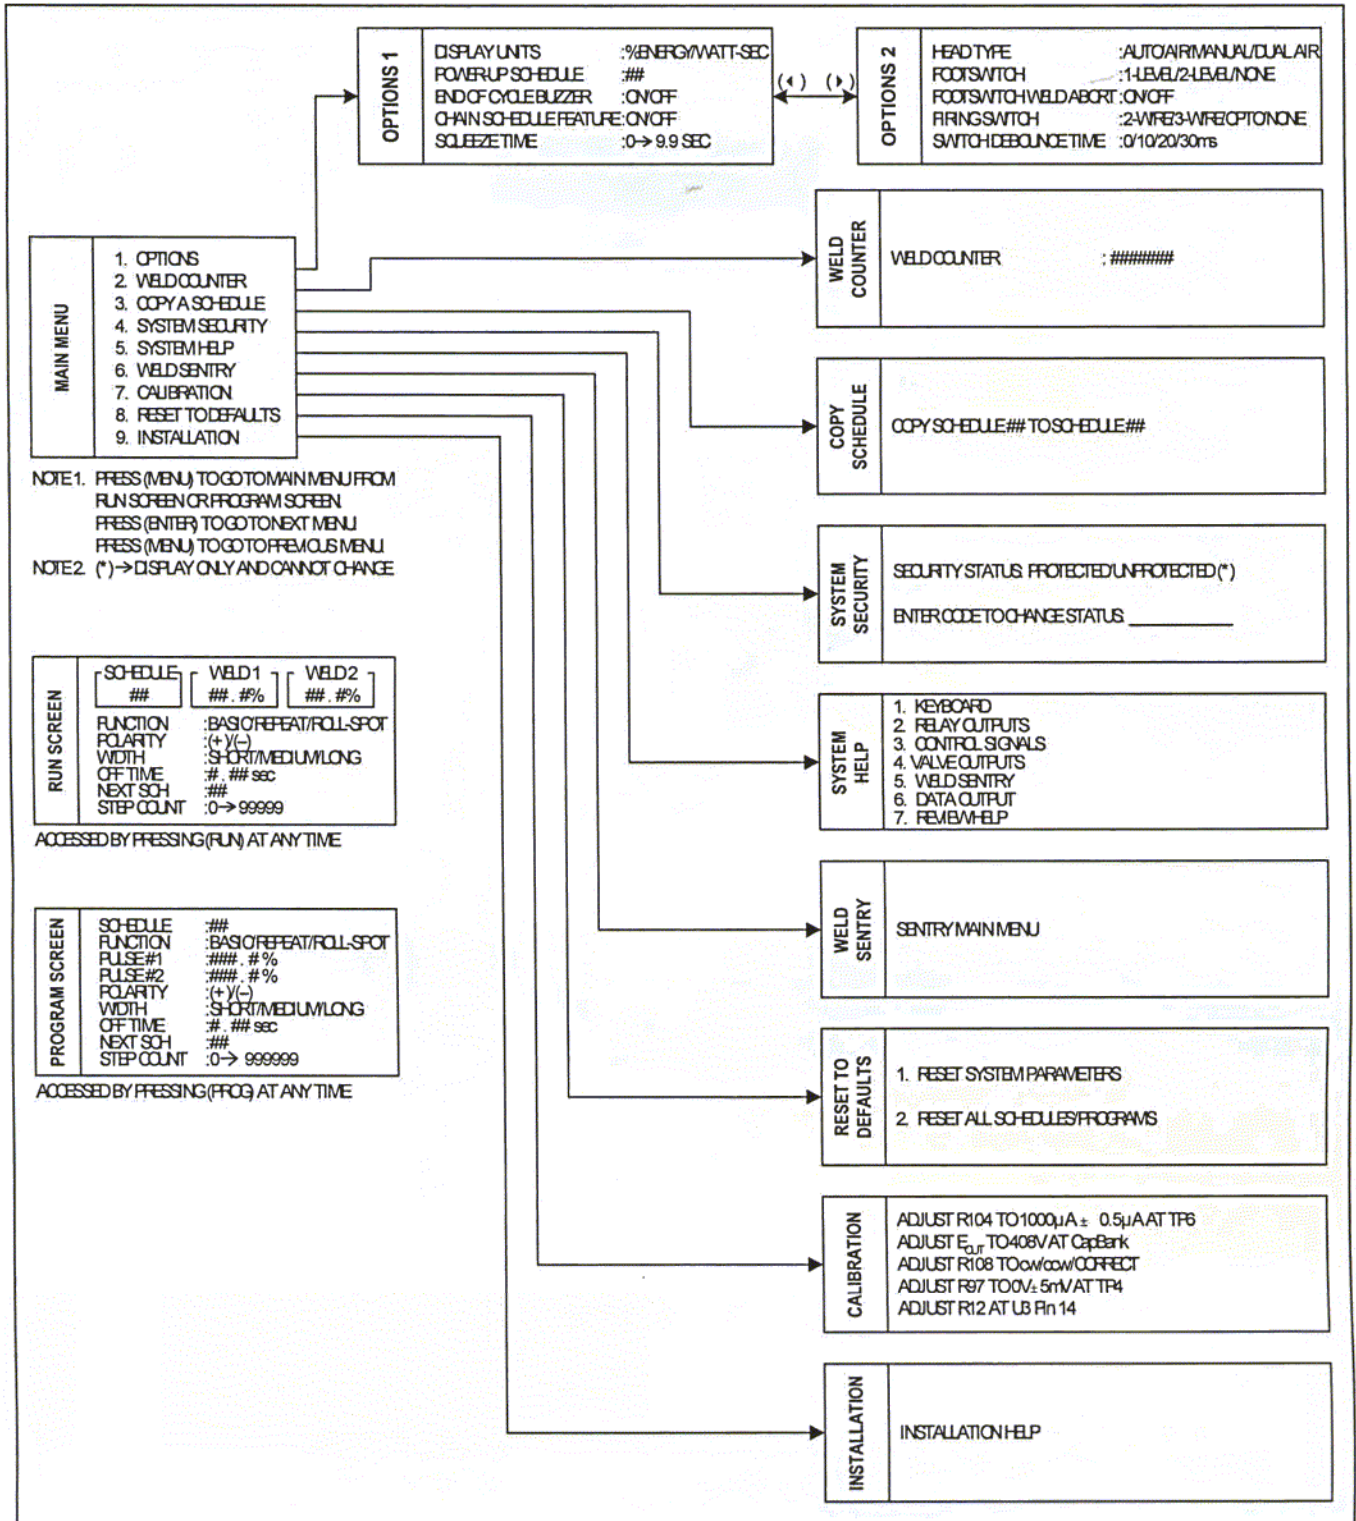 OPTIONS 1
DISPLAY UNITS :%ENERGY/WATT-SEC
POWER-UP SCHEDULE :##
END OF CYCLE BUZZER :ON/OFF
CHAIN SCHEDULE FEATURE:ON/OFF
SQUEEZE TIME :0→ 9.9 SEC
(◂) (▸)
OPTIONS 2
HEAD TYPE :AUTO/AIR/MANUAL/DUAL AIR
FOOTSWITCH :1-LEVEL/2-LEVEL/NONE
FOOTSWITCH WELD ABORT:ON/OFF
FIRING SWITCH :2-WIRE/3-WIRE/OPTO/NONE
SWITCH DEBOUNCE TIME :0/10/20/30ms
MAIN MENU
1. OPTIONS
2. WELD COUNTER
3. COPY A SCHEDULE
4. SYSTEM SECURITY
5. SYSTEM HELP
6. WELD SENTRY
7. CALIBRATION
8. RESET TO DEFAULTS
9. INSTALLATION
NOTE 1. PRESS (MENU) TO GO TO MAIN MENU FROM
RUN SCREEN OR PROGRAM SCREEN.
PRESS (ENTER) TO GO TO NEXT MENU
PRESS (MENU) TO GO TO PREVIOUS MENU
NOTE 2. (*)→ DISPLAY ONLY AND CANNOT CHANGE
WELD COUNTER
WELD COUNTER : #######
COPY SCHEDULE
COPY SCHEDULE ## TO SCHEDULE ##
SYSTEM SECURITY
SECURITY STATUS: PROTECTED/UNPROTECTED (*)
ENTER CODE TO CHANGE STATUS:
RUN SCREEN
SCHEDULE WELD 1 WELD 2
## ##.#% ##.#%
FUNCTION :BASIC/REPEAT/ROLL-SPOT
POLARITY :(+)/(–)
WIDTH :SHORT/MEDIUM/LONG
OFF TIME :#.## sec
NEXT SCH :##
STEP COUNT :0→ 99999
ACCESSED BY PRESSING (RUN) AT ANY TIME
SYSTEM HELP
1. KEYBOARD
2. RELAY OUTPUTS
3. CONTROL SIGNALS
4. VALVE OUTPUTS
5. WELD SENTRY
6. DATA OUTPUT
7. REVIEW HELP
PROGRAM SCREEN
SCHEDULE :##
FUNCTION :BASIC/REPEAT/ROLL-SPOT
PULSE #1 :###.#%
PULSE #2 :###.#%
POLARITY :(+)/(–)
WIDTH :SHORT/MEDIUM/LONG
OFF TIME :#.## sec
NEXT SCH :##
STEP COUNT :0→ 999999
ACCESSED BY PRESSING (PROG) AT ANY TIME
WELD SENTRY
SENTRY MAIN MENU
RESET TO DEFAULTS
1. RESET SYSTEM PARAMETERS
2. RESET ALL SCHEDULES/PROGRAMS
CALIBRATION
ADJUST R104 TO 1000µA ± 0.5µA AT TP6
ADJUST EOUT TO 408V AT CapBank
ADJUST R108 TO cw/ccw/CORRECT
ADJUST R97 TO 0V ± 5mV AT TP4
ADJUST R12 AT U3 Pin 14
INSTALLATION
INSTALLATION HELP